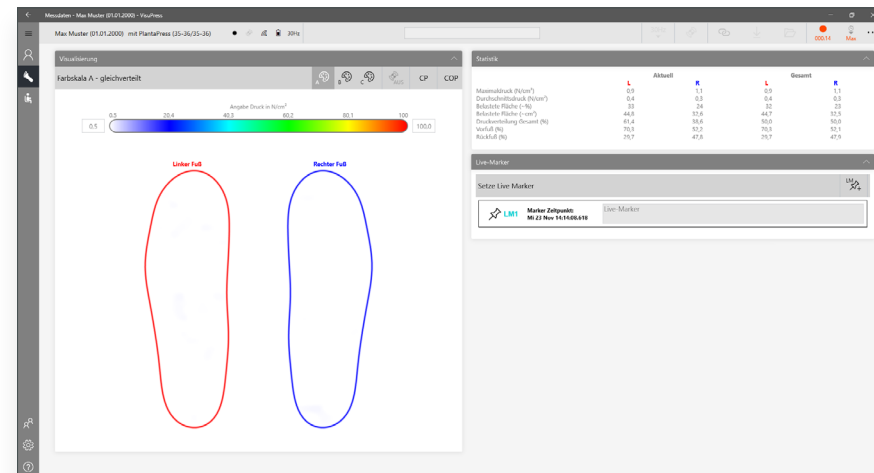 Messdaten - Max Muster (01.01.2000) - VisuPress
Max Muster (01.01.2000) mit PlantaPress (35-36/35-36)
30Hz
000:14
Max
Visualisierung
Farbskala A - gleichverteilt
A
B
C
AUS
CP
COP
Angabe Druck in N/cm²
0.5
0.5
20.4
40.3
60.2
80.1
100
100.0
Linker Fuß
Rechter Fuß
Statistik
Aktuell
Gesamt
L R L R
Maximaldruck (N/cm²) 0,9 1,1 0,9 1,1
Durchschnittsdruck (N/cm²) 0,4 0,3 0,4 0,3
Belastete Fläche (~%) 33 24 32 23
Belastete Fläche (~cm²) 44,8 32,6 44,7 32,5
Druckverteilung Gesamt (%) 61,4 38,6 50,0 50,0
Vorfuß (%) 70,3 52,2 70,3 52,1
Rückfuß (%) 29,7 47,8 29,7 47,9
Live-Marker
Setze Live Marker
LM
LM1
Marker Zeitpunkt:
Mi 23 Nov 14:14:08.618
Live-Marker